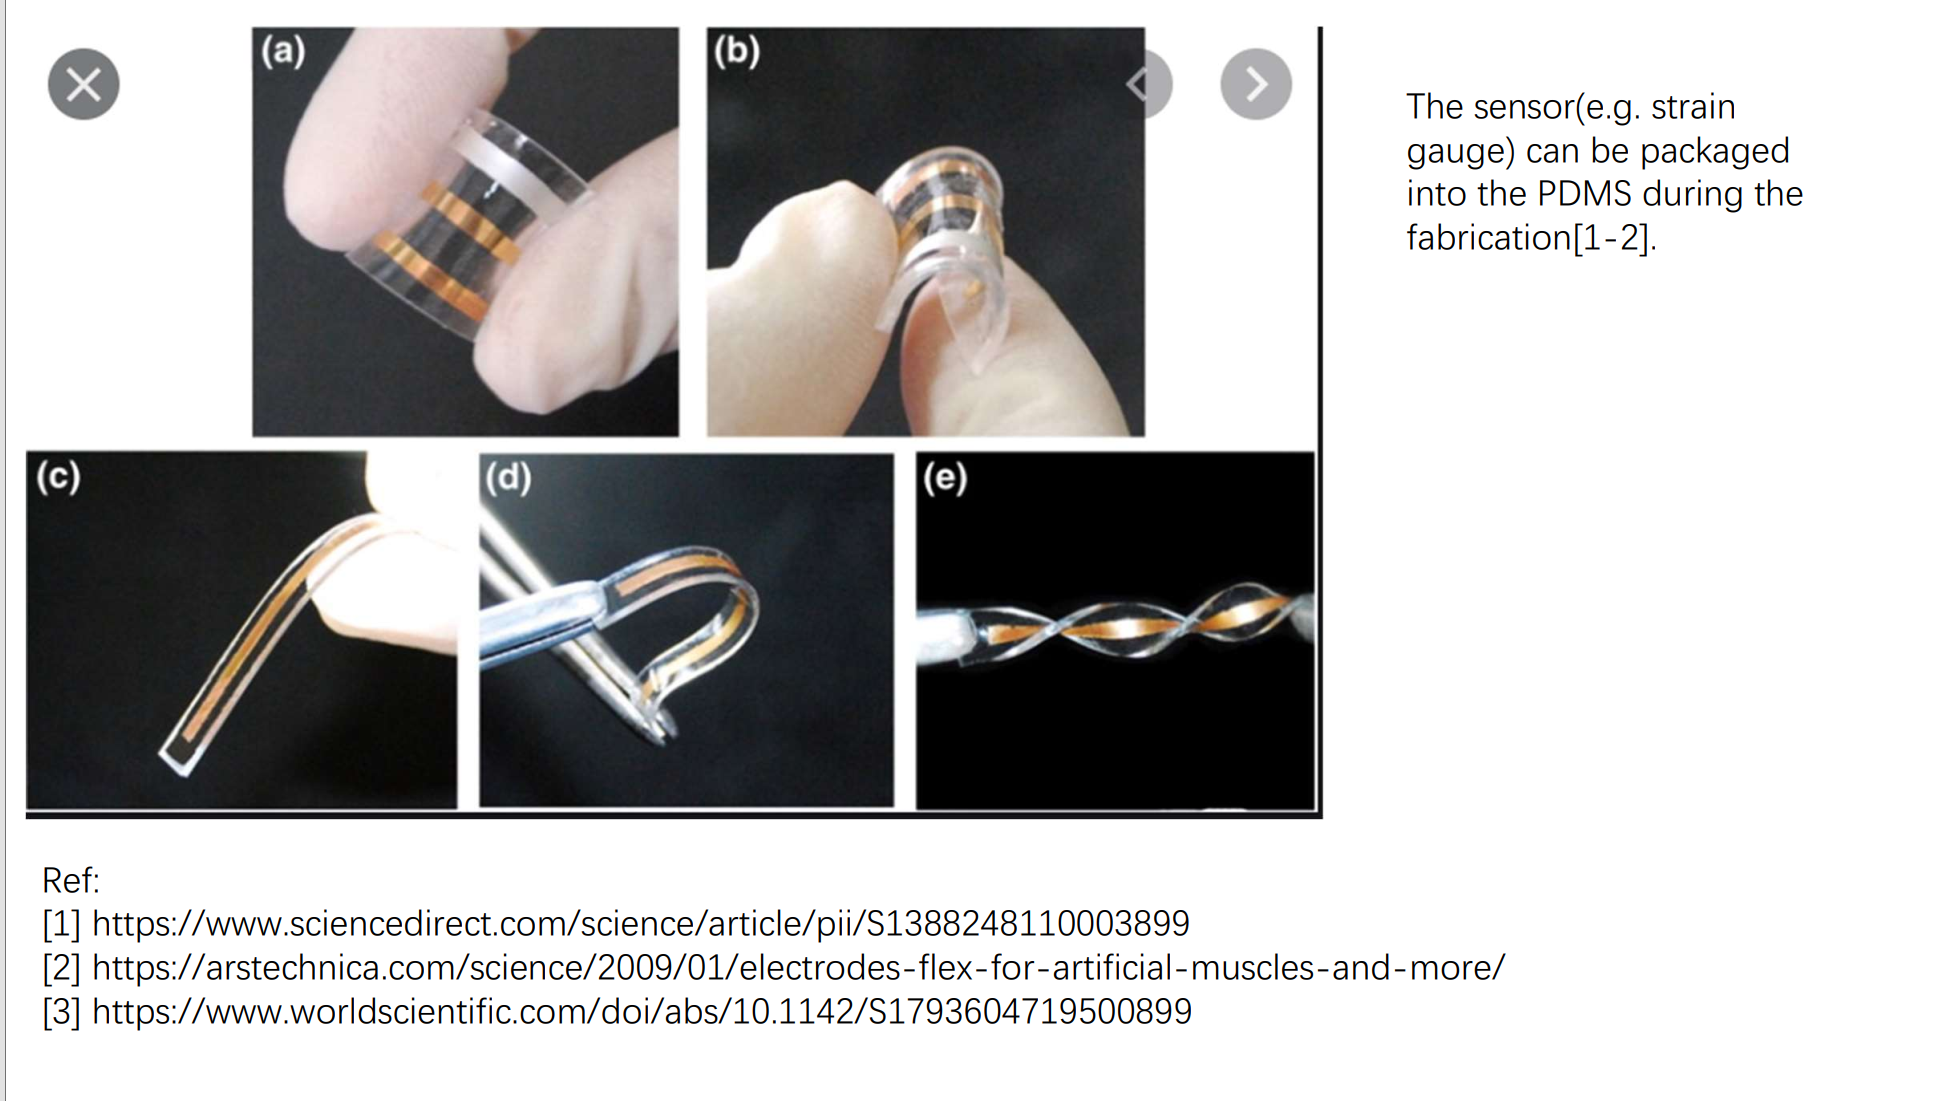 (a)
(b)
The sensor(e.g. strain
gauge) can be packaged
into the PDMS during the
fabrication[1-2].
(c)
(d)
(e)
Ref:
[1] https://www.sciencedirect.com/science/article/pii/S1388248110003899
[2] https://arstechnica.com/science/2009/01/electrodes-flex-for-artificial-muscles-and-more/
[3] https://www.worldscientific.com/doi/abs/10.1142/S1793604719500899